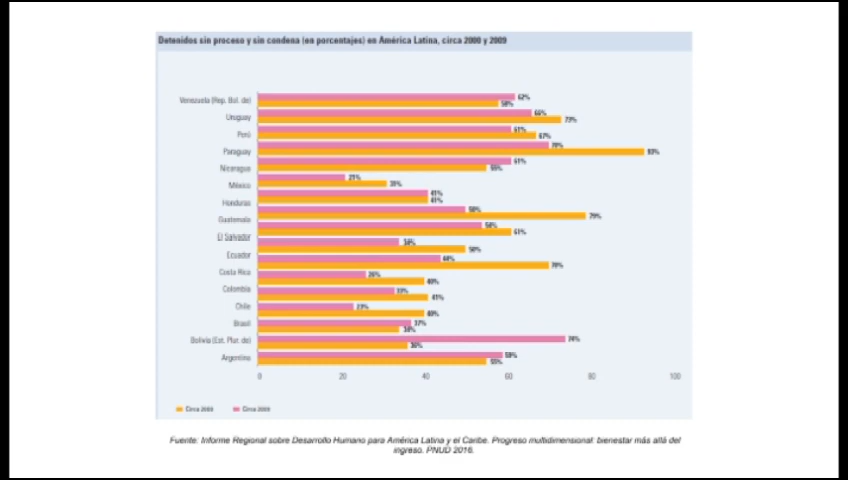 Detenidos sin proceso y sin condena (en porcentajes) en América Latina, circa 2000 y 2009
62%
Venezuela (Rep. Bol. de)
58%
66%
Uruguay
73%
61%
Perú
67%
70%
Paraguay
93%
61%
Nicaragua
55%
21%
México
31%
41%
Honduras
41%
50%
Guatemala
79%
54%
El Salvador
61%
34%
50%
Ecuador
44%
70%
Costa Rica
26%
40%
Colombia
33%
41%
Chile
23%
40%
Brasil
37%
34%
Bolivia (Est. Plur. de)
74%
36%
Argentina
59%
55%
0 20 40 60 80 100
Circa 2000 Circa 2009
Fuente: Informe Regional sobre Desarrollo Humano para América Latina y el Caribe. Progreso multidimensional: bienestar más allá del
ingreso. PNUD 2016.